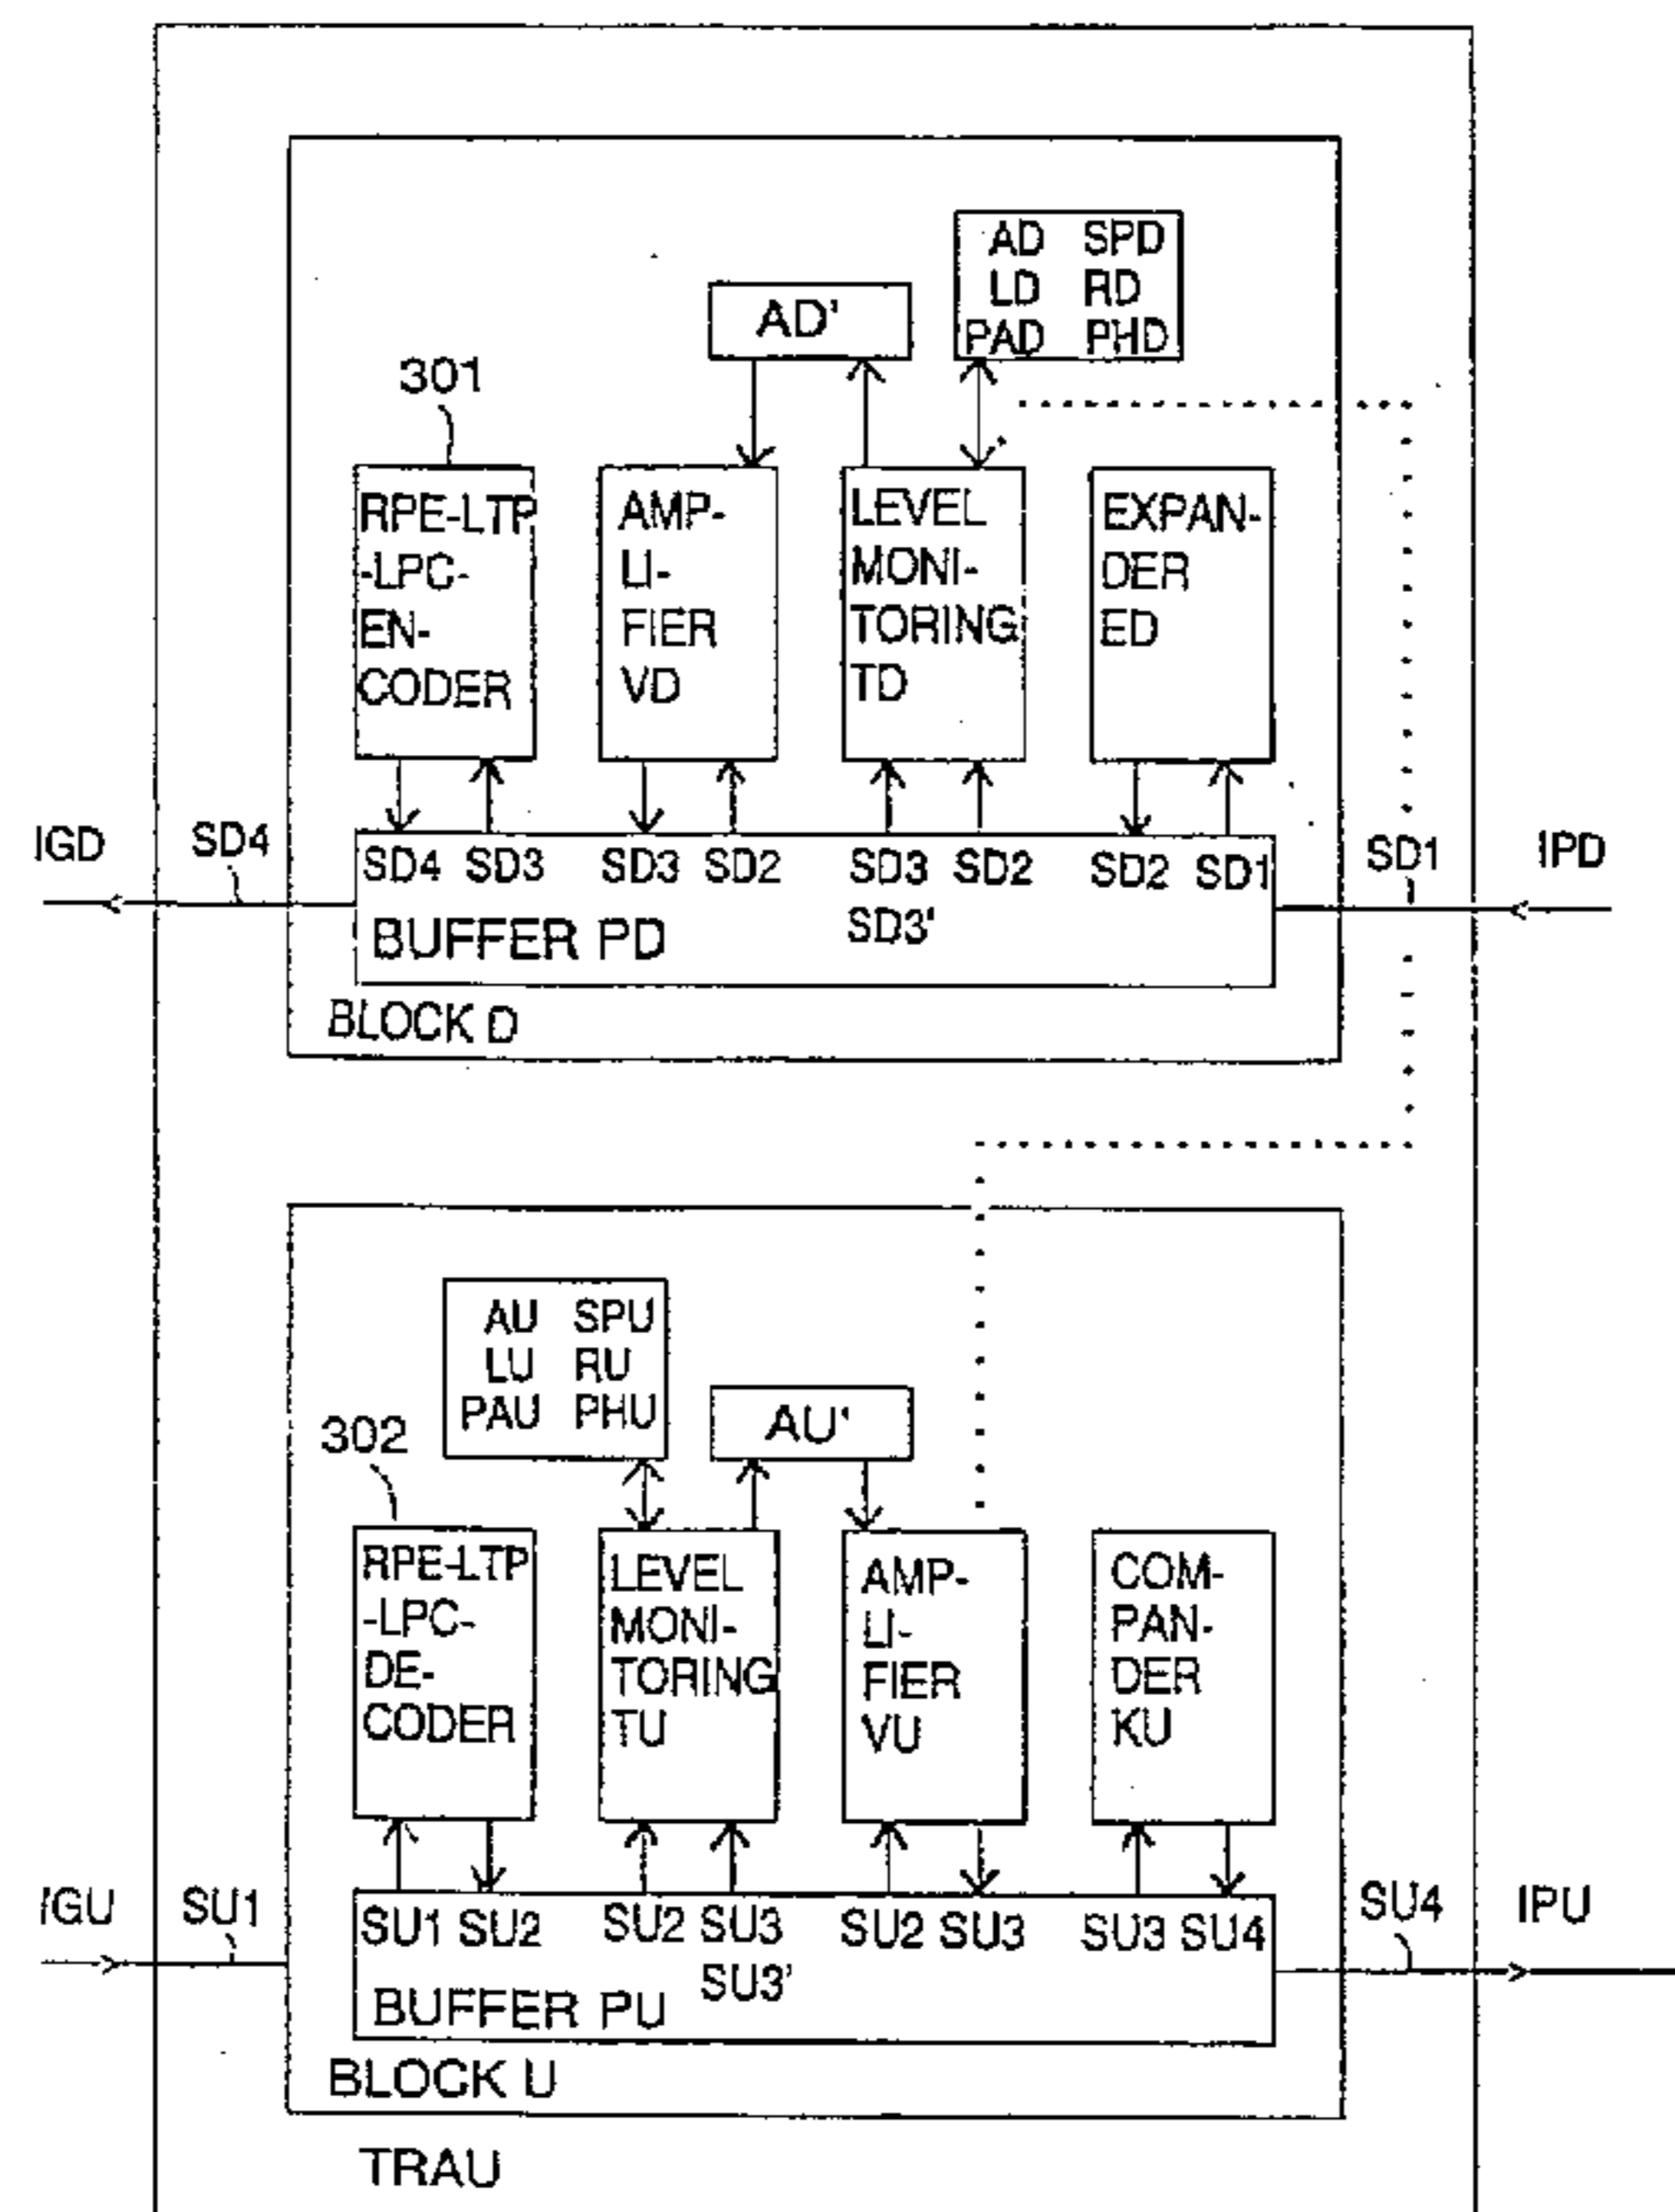 AD SPD
LD RD
PAD PHD
AD'
301
RPE-LTP
-LPC-
EN-
CODER
AMP-
LI-
FIER
VD
LEVEL
MONI-
TORING
TD
EXPAN-
DER
ED
IGD
SD4
SD4 SD3 SD3 SD2 SD3 SD2 SD2 SD1
SD3'
BUFFER PD
SD1
IPD
BLOCK D
AU SPU
LU RU
PAU PHU
AU'
302
RPE-LTP
-LPC-
DE-
CODER
LEVEL
MONI-
TORING
TU
AMP-
LI-
FIER
VU
COM-
PAN-
DER
KU
IGU
SU1
SU1 SU2 SU2 SU3 SU2 SU3 SU3 SU4
SU3'
BUFFER PU
SU4
IPU
BLOCK U
TRAU